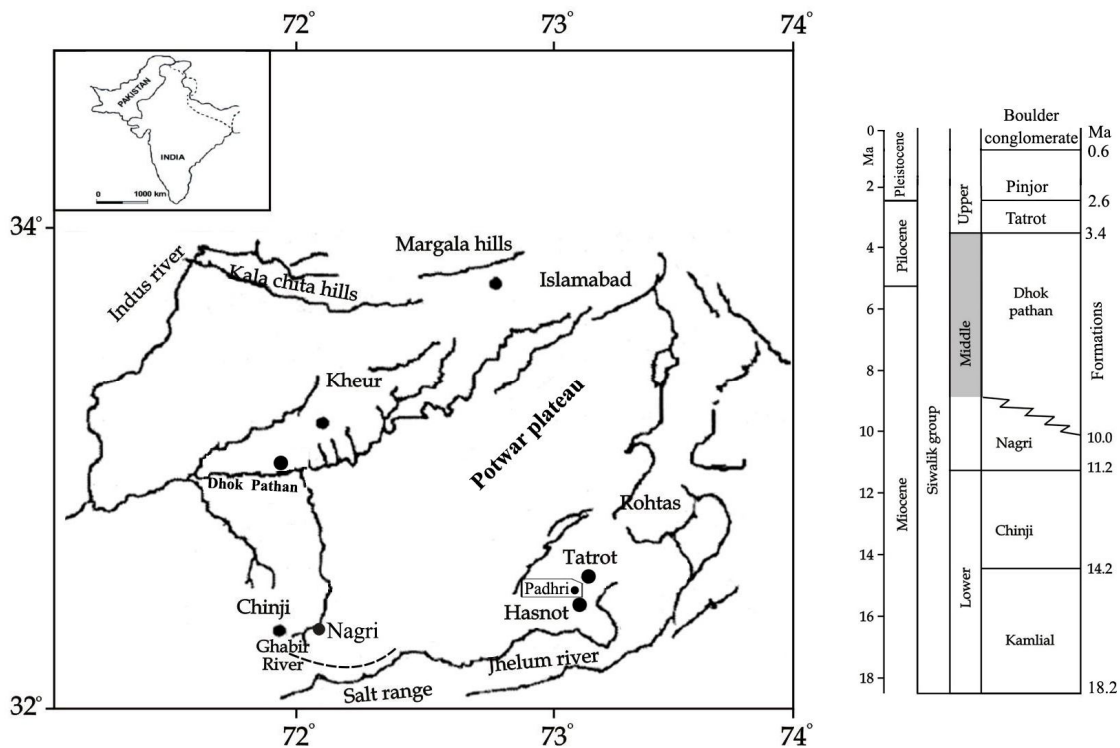 72° 73° 74°
PAKISTAN
INDIA
0 1000 km
34°
32°
Indus river
Kala chita hills
Margala hills
Islamabad
Kheur
Dhok Pathan
Potwar plateau
Rohtas
Tatrot
Padhri
Hasnot
Chinji
Ghabir
River
Nagri
Jhelum river
Salt range
72° 73° 74°
Boulder
conglomerate
Ma
0
Ma
2
4
6
8
10
12
14
16
18
Pleistocene
Pilocene
Miocene
Siwalik group
Upper
Middle
Lower
Pinjor
Tatrot
Dhok
pathan
Nagri
Chinji
Kamlial
0.6
2.6
3.4
Formations
10.0
11.2
14.2
18.2